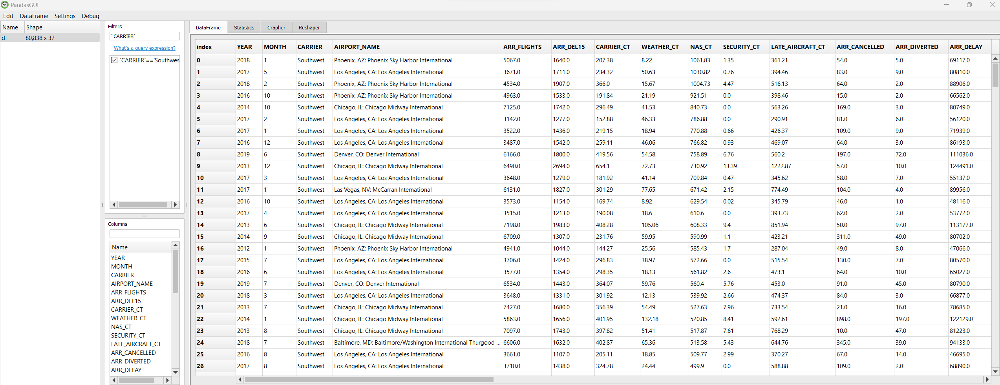 PandasGUI
Edit DataFrame Settings Debug
Name Shape
df 80,838 x 37
Filters
`CARRIER`
What's a query expression?
`CARRIER`=='Southwes
Columns
Name
YEAR
MONTH
CARRIER
AIRPORT_NAME
ARR_FLIGHTS
ARR_DEL15
CARRIER_CT
WEATHER_CT
NAS_CT
SECURITY_CT
LATE_AIRCRAFT_CT
ARR_CANCELLED
ARR_DIVERTED
ARR_DELAY
DataFrame Statistics Grapher Reshaper
index YEAR MONTH CARRIER AIRPORT_NAME ARR_FLIGHTS ARR_DEL15 CARRIER_CT WEATHER_CT NAS_CT SECURITY_CT LATE_AIRCRAFT_CT ARR_CANCELLED ARR_DIVERTED ARR_DELAY
0 2018 1 Southwest Phoenix, AZ: Phoenix Sky Harbor International 5067.0 1640.0 207.38 8.22 1061.83 1.35 361.21 54.0 5.0 69117.0
1 2017 5 Southwest Los Angeles, CA: Los Angeles International 3671.0 1711.0 234.32 50.63 1030.82 0.76 394.46 83.0 9.0 80810.0
2 2018 2 Southwest Phoenix, AZ: Phoenix Sky Harbor International 4534.0 1907.0 366.0 15.67 1004.73 4.47 516.13 64.0 2.0 88906.0
3 2016 10 Southwest Phoenix, AZ: Phoenix Sky Harbor International 4963.0 1533.0 191.84 21.19 921.51 0.0 398.46 15.0 2.0 66562.0
4 2014 10 Southwest Chicago, IL: Chicago Midway International 7125.0 1742.0 296.49 41.53 840.73 0.0 563.26 169.0 3.0 80749.0
5 2017 2 Southwest Los Angeles, CA: Los Angeles International 3142.0 1277.0 152.88 46.33 786.88 0.0 290.91 81.0 6.0 56120.0
6 2017 1 Southwest Los Angeles, CA: Los Angeles International 3522.0 1436.0 219.15 18.94 770.88 0.66 426.37 109.0 9.0 71939.0
7 2016 12 Southwest Los Angeles, CA: Los Angeles International 3487.0 1542.0 259.11 46.06 766.82 0.93 469.07 64.0 3.0 86193.0
8 2019 6 Southwest Denver, CO: Denver International 6166.0 1800.0 419.56 54.58 758.89 6.76 560.2 197.0 72.0 111036.0
9 2013 12 Southwest Chicago, IL: Chicago Midway International 6490.0 2694.0 654.1 72.73 730.92 13.39 1222.87 57.0 10.0 124491.0
10 2017 3 Southwest Los Angeles, CA: Los Angeles International 3648.0 1279.0 181.92 41.14 709.84 0.47 345.62 58.0 7.0 55137.0
11 2017 1 Southwest Las Vegas, NV: McCarran International 6131.0 1827.0 301.29 77.65 671.42 2.15 774.49 104.0 4.0 89956.0
12 2016 10 Southwest Los Angeles, CA: Los Angeles International 3573.0 1154.0 169.74 8.92 629.54 0.02 345.79 46.0 1.0 48116.0
13 2017 4 Southwest Los Angeles, CA: Los Angeles International 3515.0 1213.0 190.08 18.6 610.6 0.0 393.73 62.0 2.0 53772.0
14 2013 6 Southwest Chicago, IL: Chicago Midway International 7198.0 1983.0 408.28 105.06 608.33 9.4 851.94 50.0 97.0 113177.0
15 2014 9 Southwest Chicago, IL: Chicago Midway International 6709.0 1307.0 231.76 59.95 590.99 1.1 423.21 311.0 49.0 80702.0
16 2012 1 Southwest Phoenix, AZ: Phoenix Sky Harbor International 4941.0 1044.0 144.27 25.56 585.43 1.7 287.04 49.0 8.0 47066.0
17 2015 7 Southwest Los Angeles, CA: Los Angeles International 3706.0 1424.0 296.83 38.97 572.66 0.0 515.54 130.0 7.0 80570.0
18 2016 6 Southwest Los Angeles, CA: Los Angeles International 3577.0 1354.0 298.35 18.13 561.82 2.6 473.1 64.0 10.0 65027.0
19 2019 7 Southwest Denver, CO: Denver International 6534.0 1443.0 364.07 59.76 560.4 5.76 453.0 91.0 45.0 80790.0
20 2018 3 Southwest Los Angeles, CA: Los Angeles International 3648.0 1331.0 301.92 12.13 539.92 2.66 474.37 84.0 3.0 66877.0
21 2013 7 Southwest Chicago, IL: Chicago Midway International 7427.0 1680.0 356.39 54.49 527.63 7.96 733.54 21.0 16.0 78685.0
22 2014 1 Southwest Chicago, IL: Chicago Midway International 5863.0 1656.0 401.95 132.18 520.85 8.41 592.61 898.0 197.0 122129.0
23 2013 8 Southwest Chicago, IL: Chicago Midway International 7097.0 1743.0 397.82 51.41 517.87 7.61 768.29 10.0 47.0 81223.0
24 2018 7 Southwest Baltimore, MD: Baltimore/Washington International Thurgood ... 6606.0 1632.0 402.87 65.36 513.58 5.43 644.76 345.0 39.0 94133.0
25 2016 8 Southwest Los Angeles, CA: Los Angeles International 3661.0 1107.0 205.11 18.85 509.77 2.99 370.27 67.0 14.0 46695.0
26 2017 8 Southwest Los Angeles, CA: Los Angeles International 3710.0 1438.0 324.78 24.44 499.9 0.0 588.88 109.0 2.0 68890.0